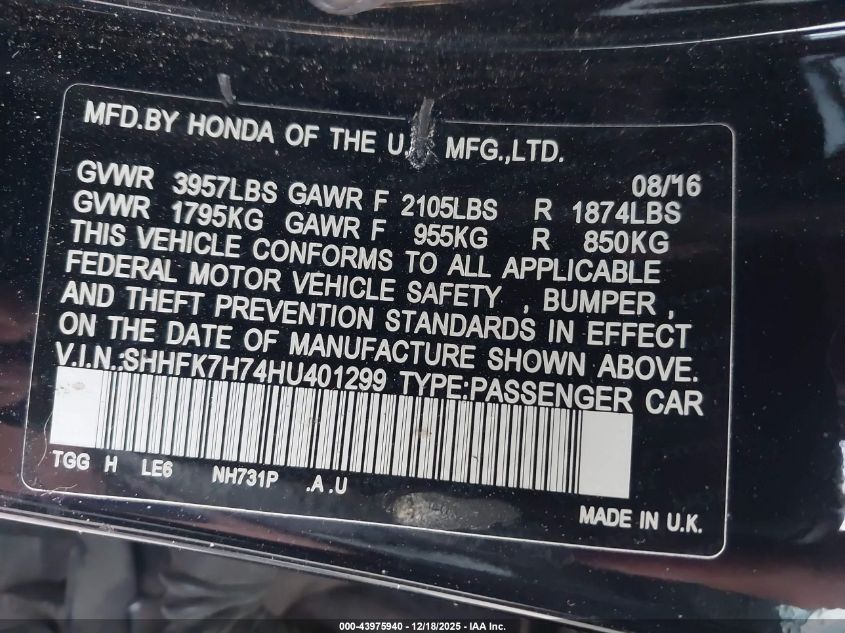 MFD.BY HONDA OF THE U. MFG.,LTD.
08/16
GVWR 3957LBS GAWR F 2105LBS R 1874LBS
GVWR 1795KG GAWR F 955KG R 850KG
THIS VEHICLE CONFORMS TO ALL APPLICABLE
FEDERAL MOTOR VEHICLE SAFETY , BUMPER ,
AND THEFT PREVENTION STANDARDS IN EFFECT
ON THE DATE OF MANUFACTURE SHOWN ABOVE.
V.I.N.:SHHFK7H74HU401299 TYPE:PASSENGER CAR
TGG H LE6 NH731P .A .U
MADE IN U.K.
000-43975940 - 12/18/2025 - IAA Inc.